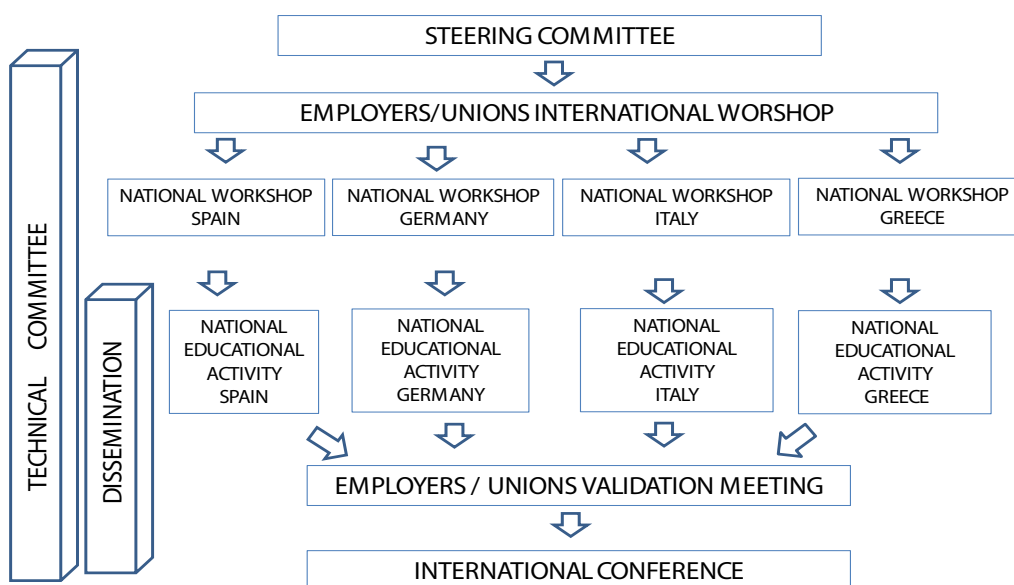 STEERING COMMITTEE
EMPLOYERS/UNIONS INTERNATIONAL WORSHOP
NATIONAL WORKSHOP
SPAIN
NATIONAL WORKSHOP
GERMANY
NATIONAL WORKSHOP
ITALY
NATIONAL WORKSHOP
GREECE
TECHNICAL COMMITTEE
DISSEMINATION
NATIONAL
EDUCATIONAL
ACTIVITY
SPAIN
NATIONAL
EDUCATIONAL
ACTIVITY
GERMANY
NATIONAL
EDUCATIONAL
ACTIVITY
ITALY
NATIONAL
EDUCATIONAL
ACTIVITY
GREECE
EMPLOYERS / UNIONS VALIDATION MEETING
INTERNATIONAL CONFERENCE